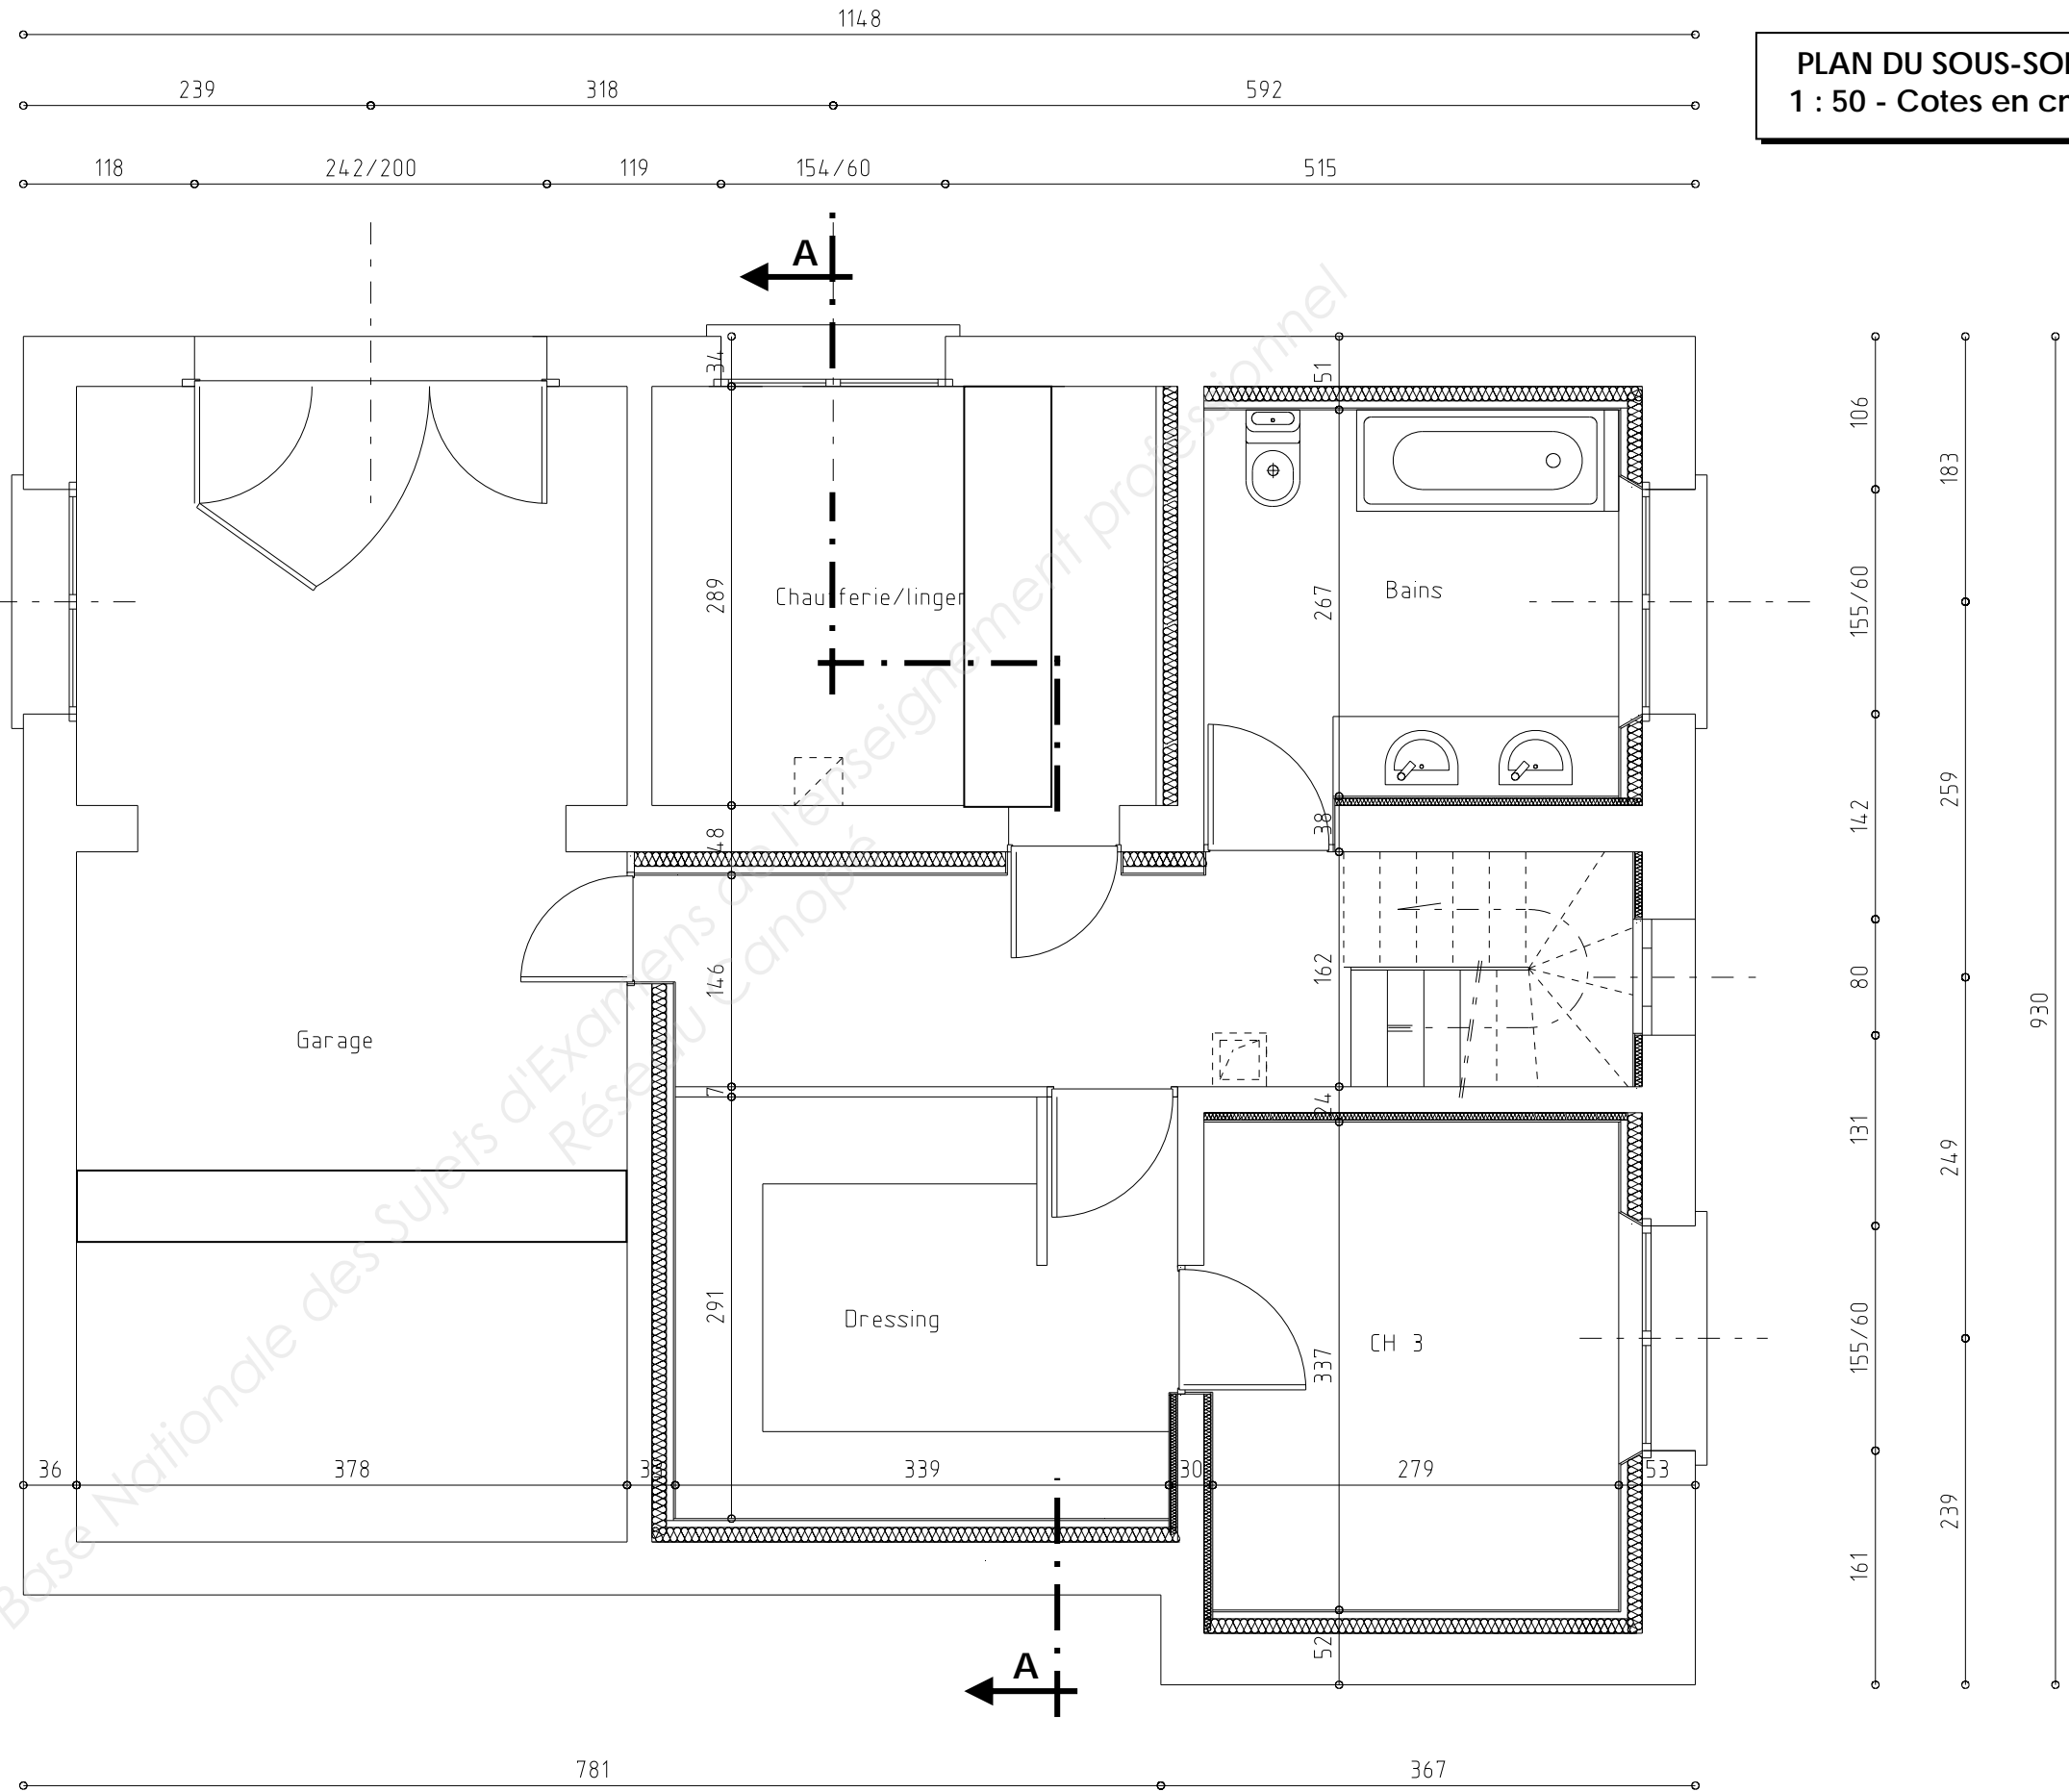 1148
PLAN DU SOUS-SO
1 : 50 - Cotes en c
239 318 592
118 242/200 119 154/60 515
A
34
51
106
183
289
Chaufferie/linger
267
Bains
155/60
48
38
142
259
146
162
80
930
Garage
7
24
131
249
291
Dressing
337
CH 3
155/60
36 378 339 30 279 53
239
52
161
A
781 367
Base Nationale des Sujets d'Examens de l'enseignement professionnel
Réseau Canopé